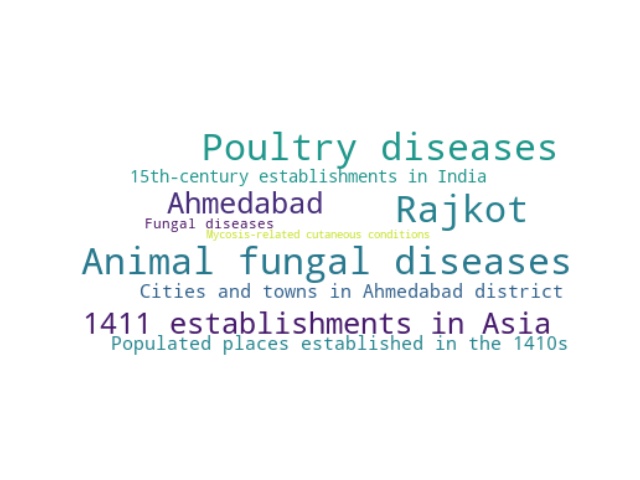 Poultry diseases
15th-century establishments in India
Ahmedabad
Rajkot
Fungal diseases
Mycosis-related cutaneous conditions
Animal fungal diseases
Cities and towns in Ahmedabad district
1411 establishments in Asia
Populated places established in the 1410s